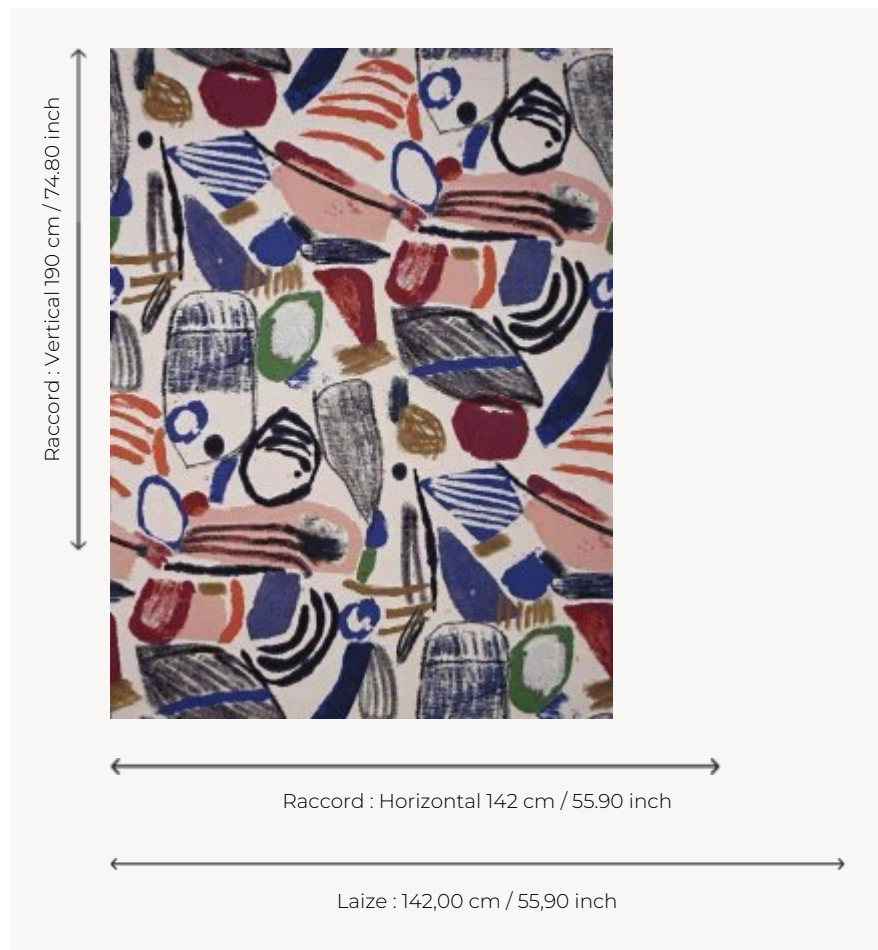 Raccord : Vertical 190 cm / 74.80 inch
Raccord : Horizontal 142 cm / 55.90 inch
Laize : 142,00 cm / 55,90 inch